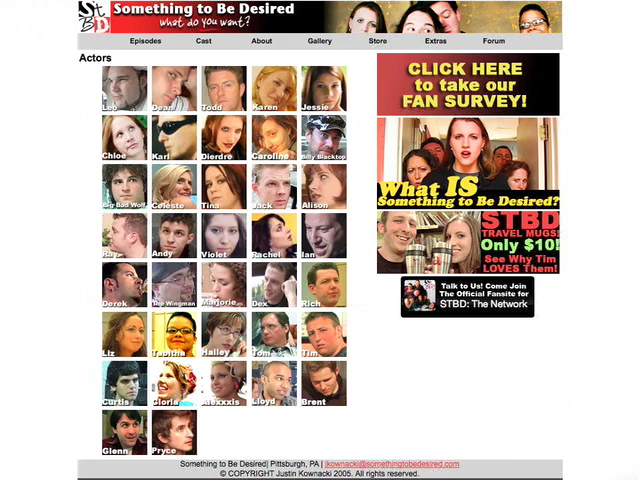 St
BD
Something to Be Desired
what do you want?
Episodes Cast About Gallery Store Extras Forum
Actors
Leo Dean Todd Karen Jessie
Chloe Karl Dierdre Caroline Billy Blacktop
Big Bad Wolf Celeste Tina Jack Alison
Ray Andy Violet Rachel Ian
Derek Wingman Marjorie Dex Rich
Liz Tabitha Hailey Tom Tim
Curtis Gloria Alexxxis Lloyd Brent
Glenn Pryce
CLICK HERE
to take our
FAN SURVEY!
What IS
Something to Be Desired?
STBD
TRAVEL MUGS!
Only $10!
See Why Tim
LOVES Them!
Talk to Us! Come Join
The Official Fansite for
STBD: The Network
Something to Be Desired| Pittsburgh, PA | jkownacki@somethingtobedesired.com
© COPYRIGHT Justin Kownacki 2005. All rights reserved.